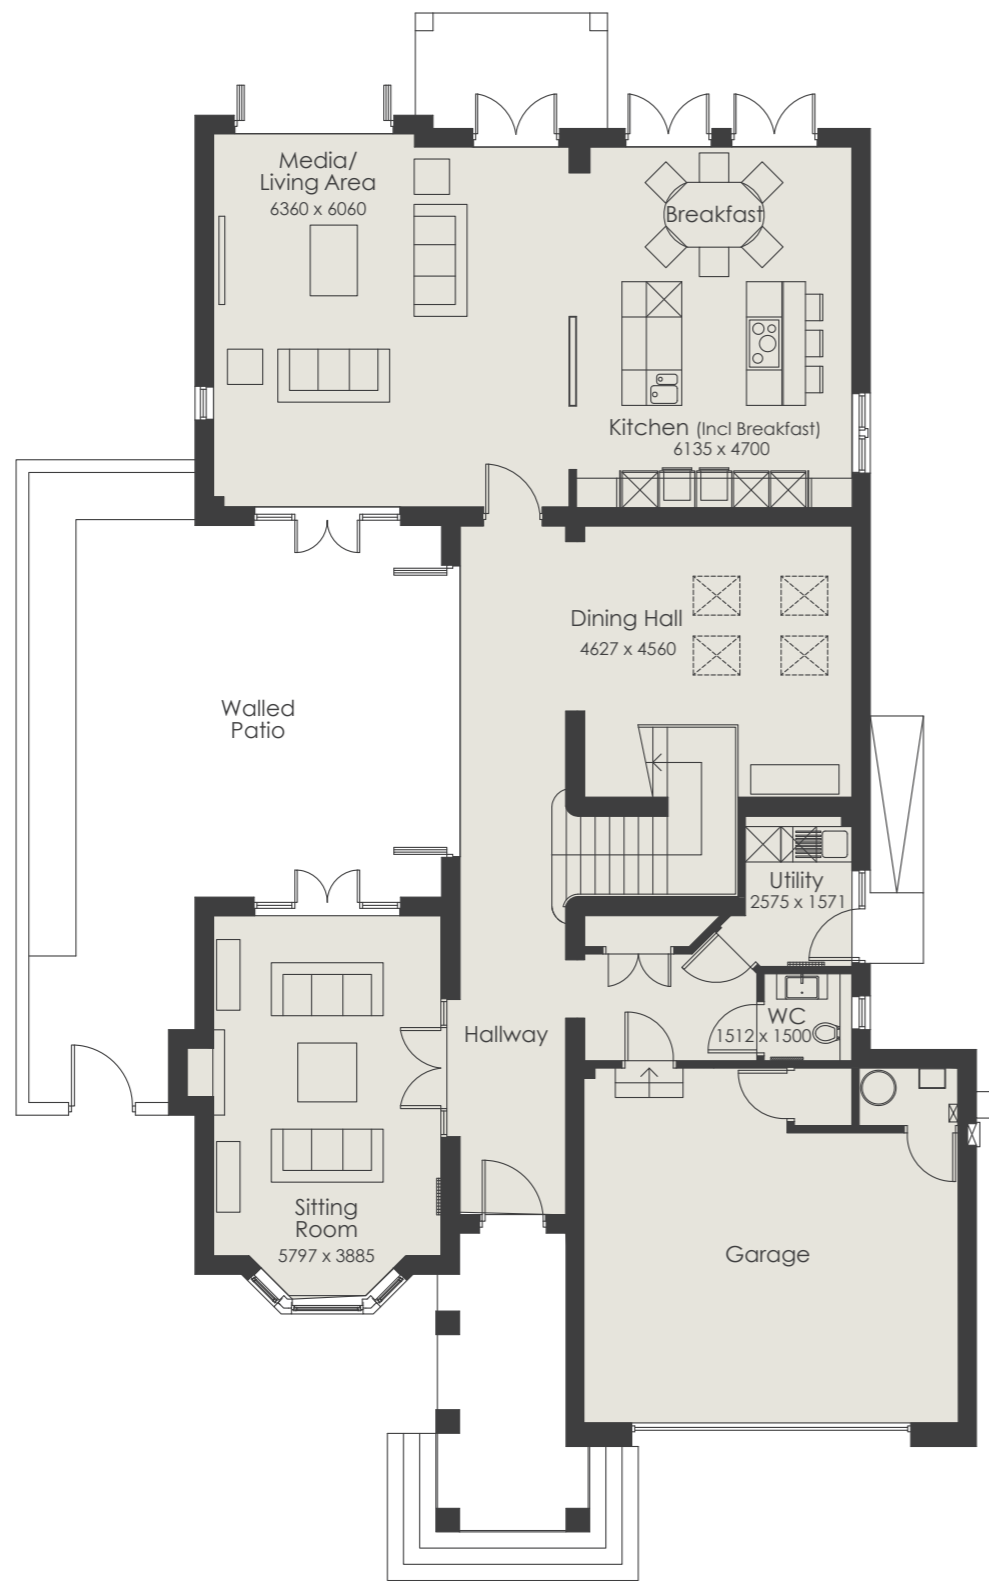 Media/
Living Area
6360 x 6060
Breakfast
Kitchen (Incl Breakfast)
6135 x 4700
Dining Hall
4627 x 4560
Walled
Patio
Utility
2575 x 1571
WC
1512 x 1500
Hallway
Sitting
Room
5797 x 3885
Garage